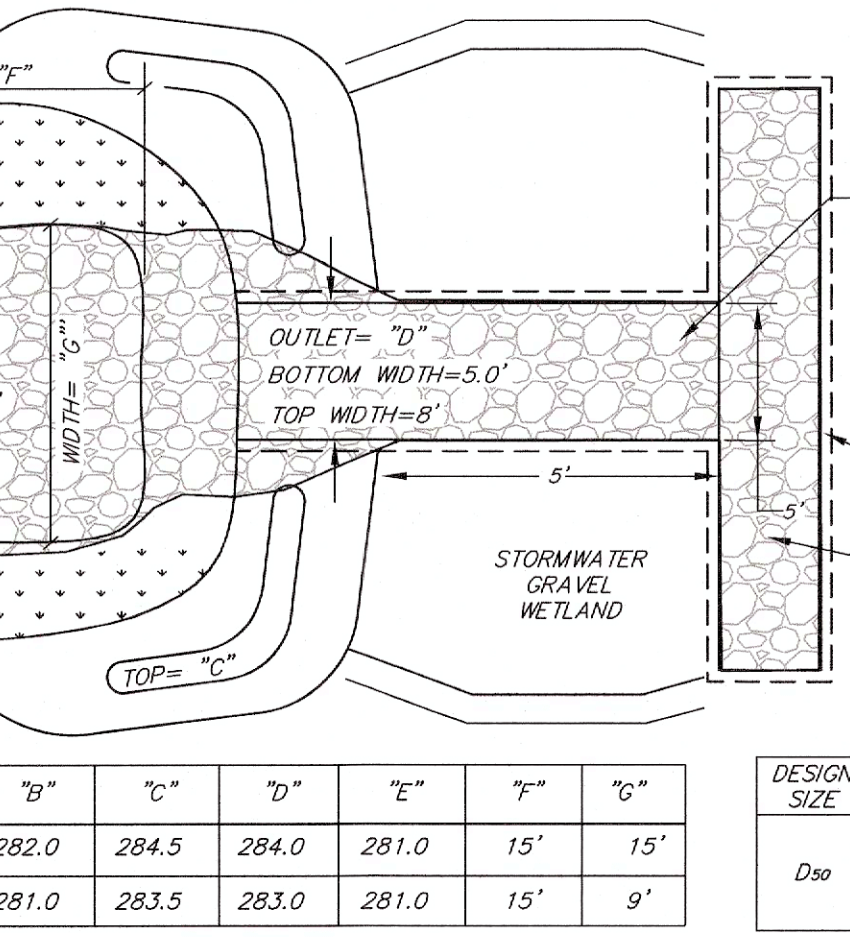 "F"
WIDTH= "G"
OUTLET= "D"
BOTTOM WIDTH=5.0'
TOP WIDTH=8'
5'
5'
STORMWATER
GRAVEL
WETLAND
TOP= "C"
"B" "C" "D" "E" "F" "G"
282.0 284.5 284.0 281.0 15' 15'
281.0 283.5 283.0 281.0 15' 9'
DESIGN
SIZE
D50